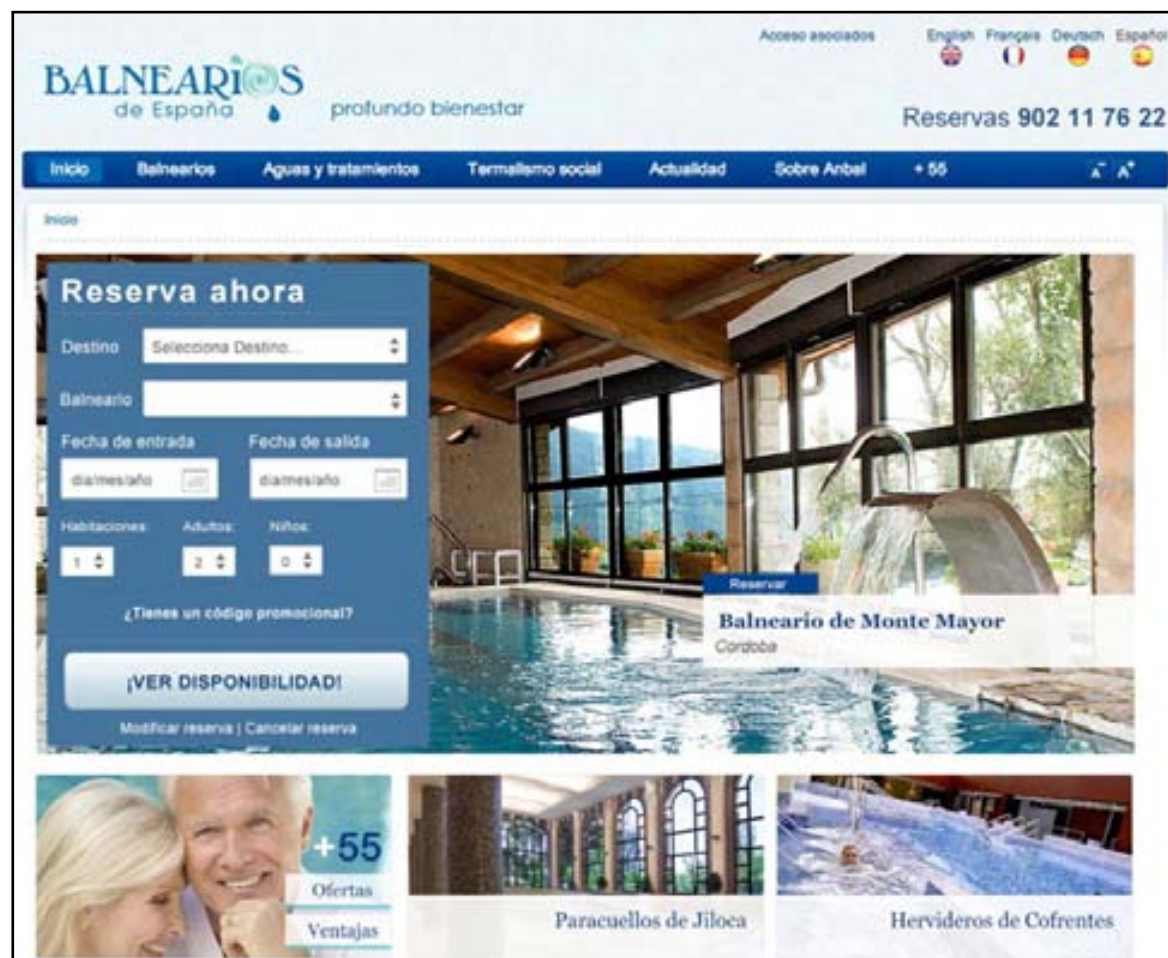 Acceso asociados
English Français Deutsch Español
BALNEARiOS
de España
profundo bienestar
Reservas 902 11 76 22
Inicio Balnearios Aguas y tratamientos Termalismo social Actualidad Sobre Anbal + 55 A- A+
Inicio
Reserva ahora
Destino Selecciona Destino...
Balneario
Fecha de entrada Fecha de salida
dia/mes/año dia/mes/año
Habitaciones: Adultos: Niños:
1 2 0
¿Tienes un código promocional?
¡VER DISPONIBILIDAD!
Modificar reserva | Cancelar reserva
Reservar
Balneario de Monte Mayor
Cordoba
+55
Ofertas
Ventajas
Paracuellos de Jiloca
Hervideros de Cofrentes